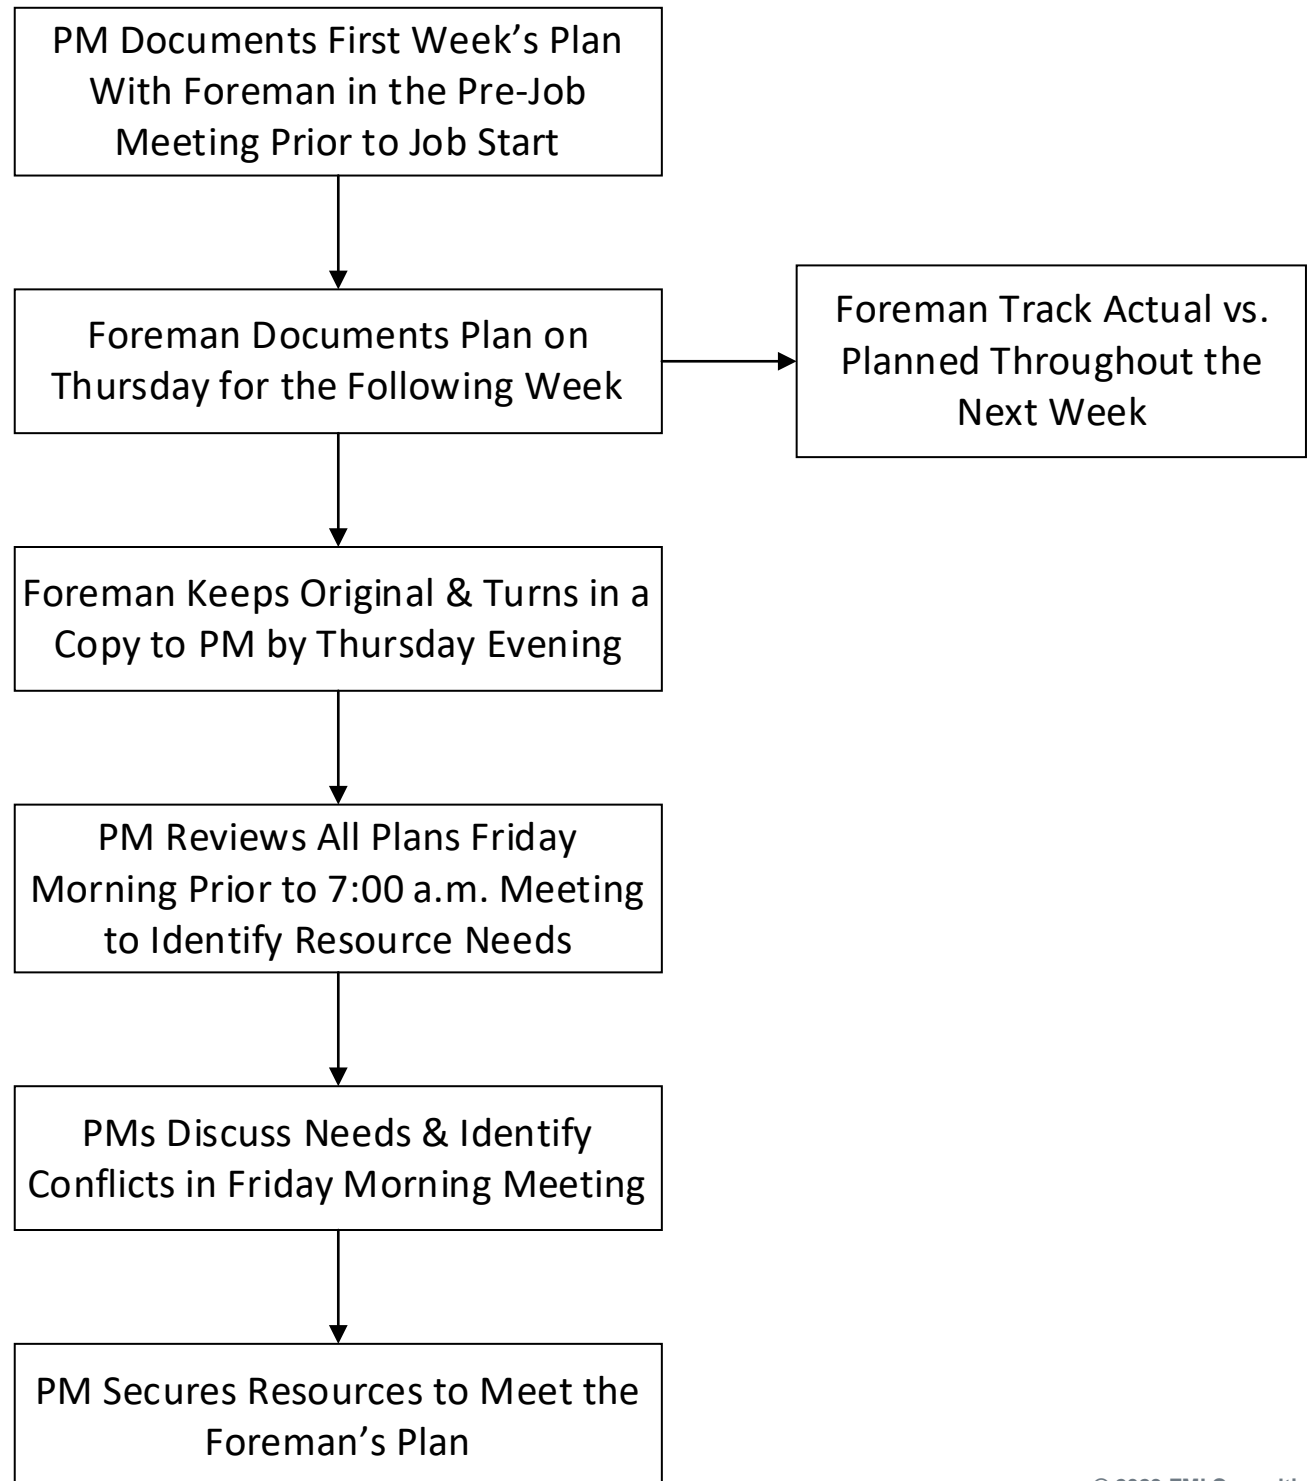 PM Documents First Week’s Plan
With Foreman in the Pre-Job
Meeting Prior to Job Start
Foreman Documents Plan on
Thursday for the Following Week
Foreman Track Actual vs.
Planned Throughout the
Next Week
Foreman Keeps Original & Turns in a
Copy to PM by Thursday Evening
PM Reviews All Plans Friday
Morning Prior to 7:00 a.m. Meeting
to Identify Resource Needs
PMs Discuss Needs & Identify
Conflicts in Friday Morning Meeting
PM Secures Resources to Meet the
Foreman’s Plan